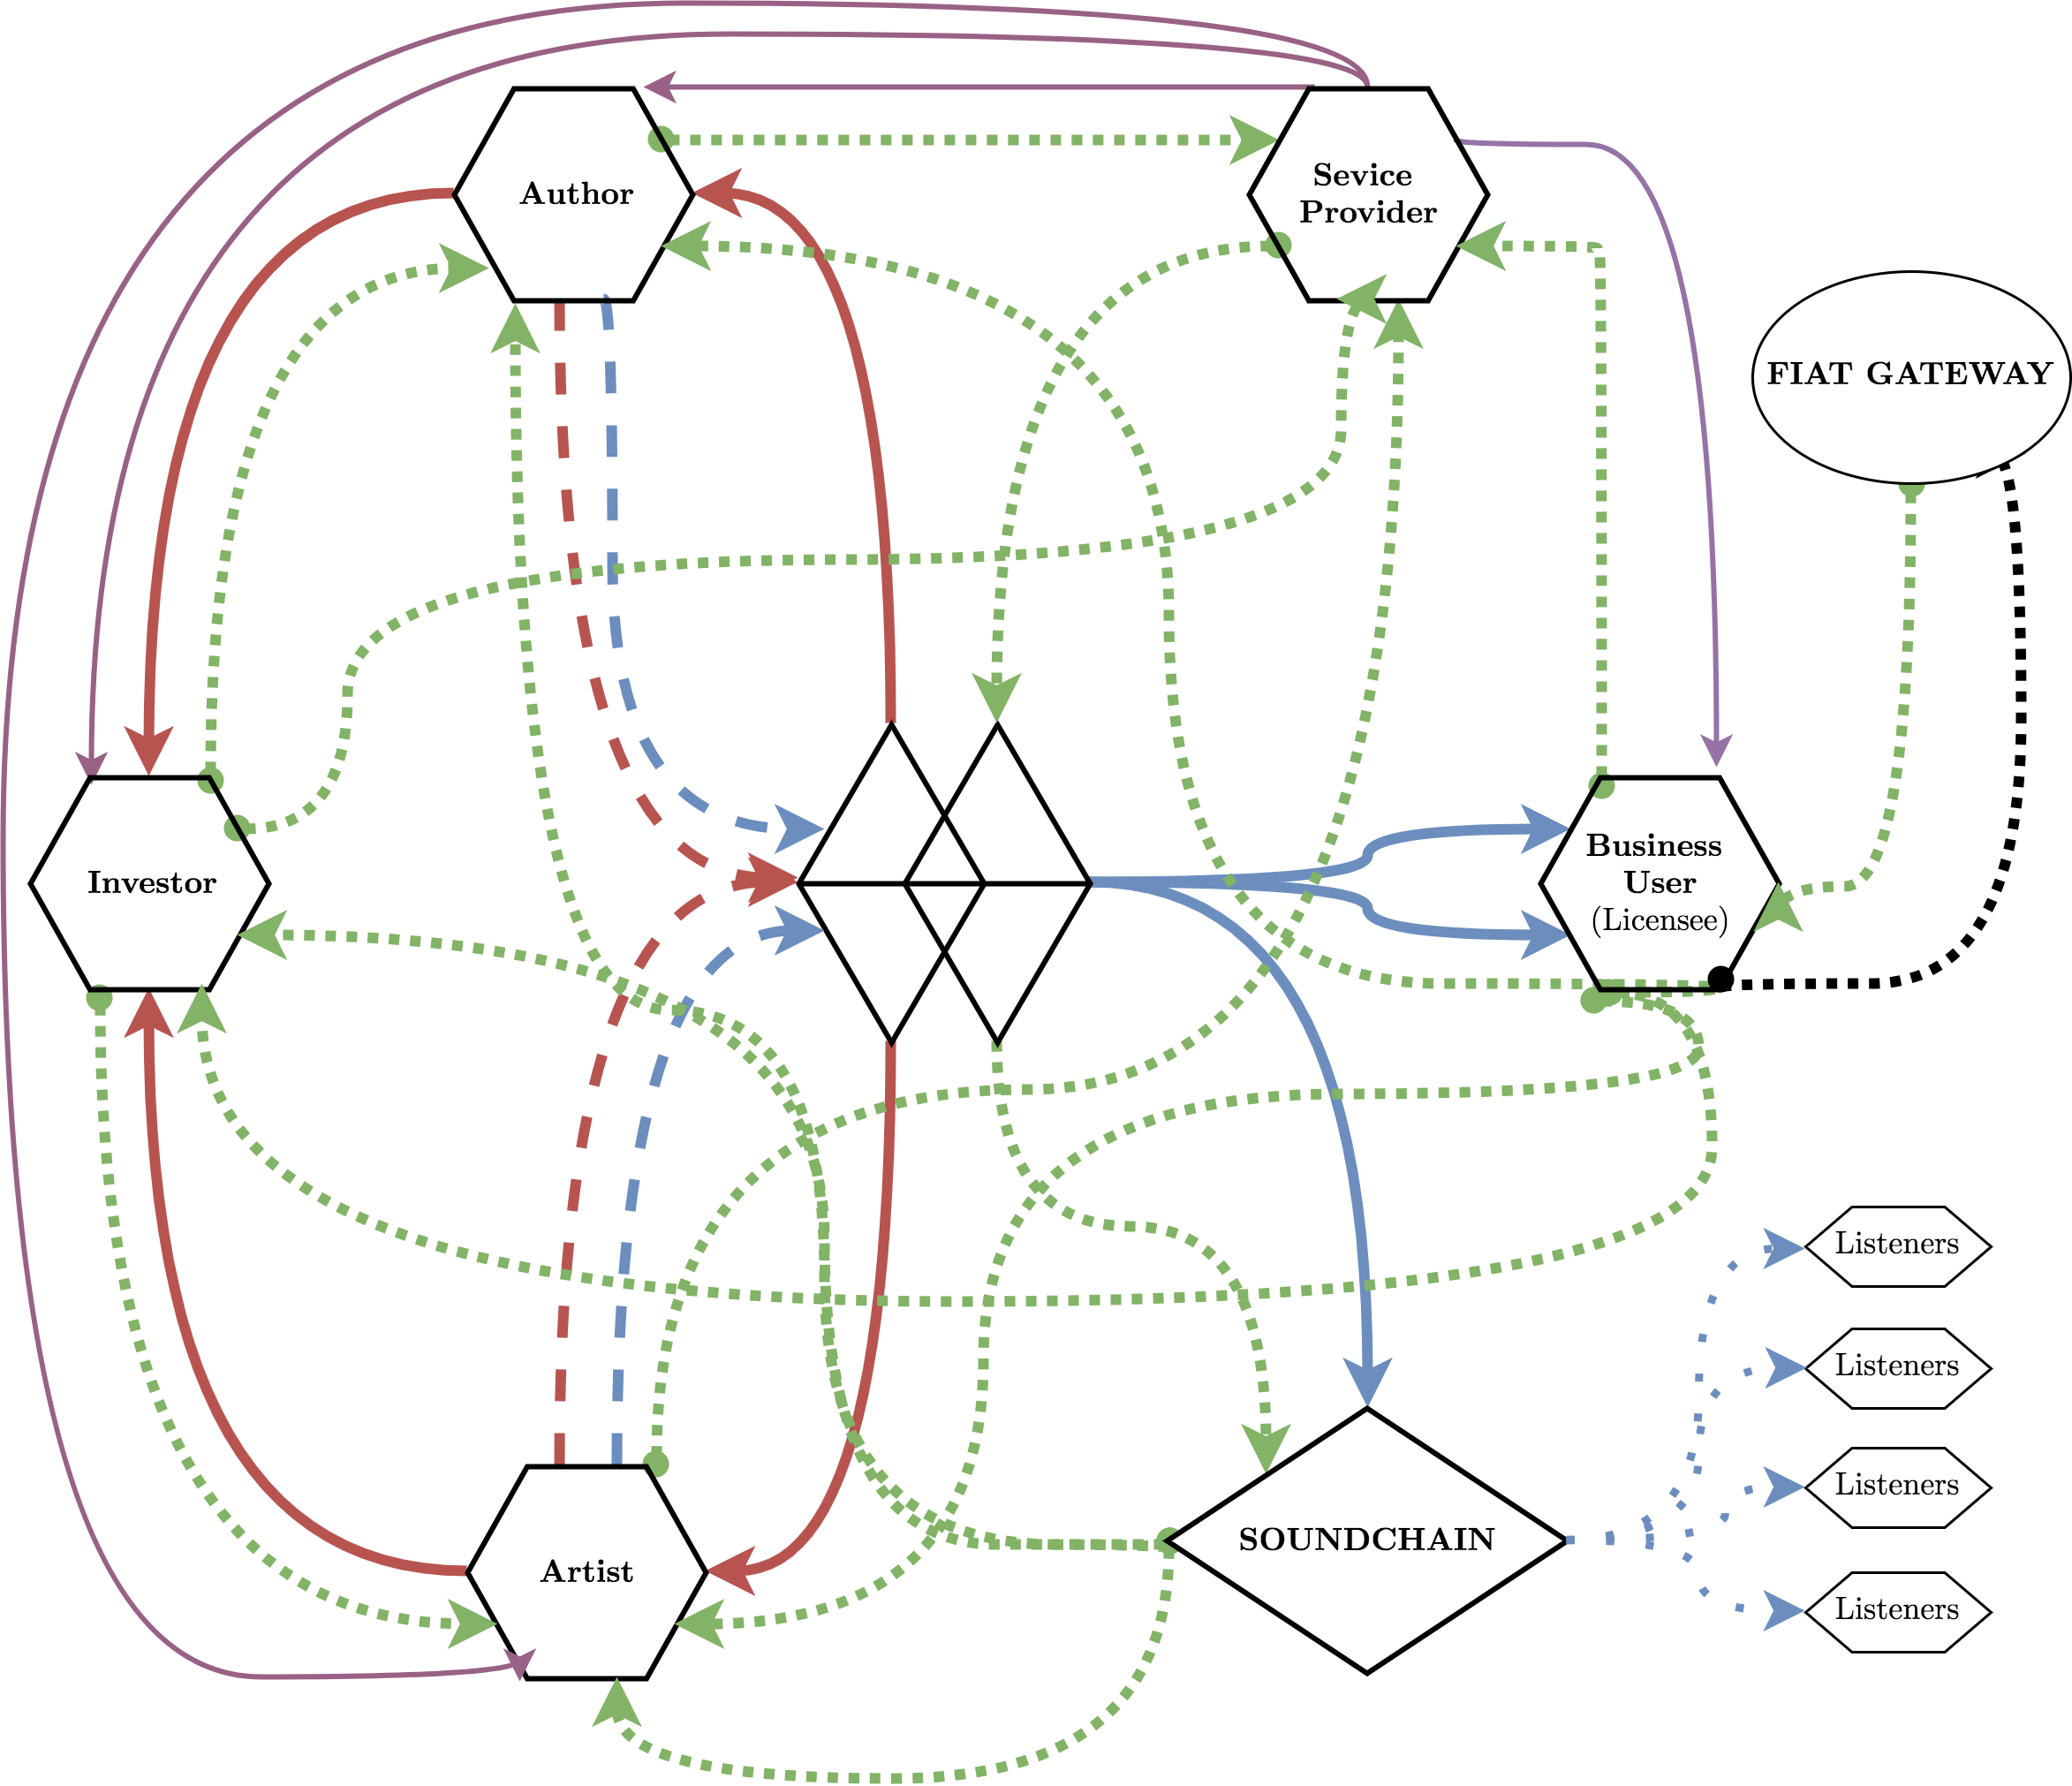 Author
Sevice
Provider
FIAT GATEWAY
Investor
Business
User
(Licensee)
Listeners
Listeners
Listeners
SOUNDCHAIN
Artist
Listeners